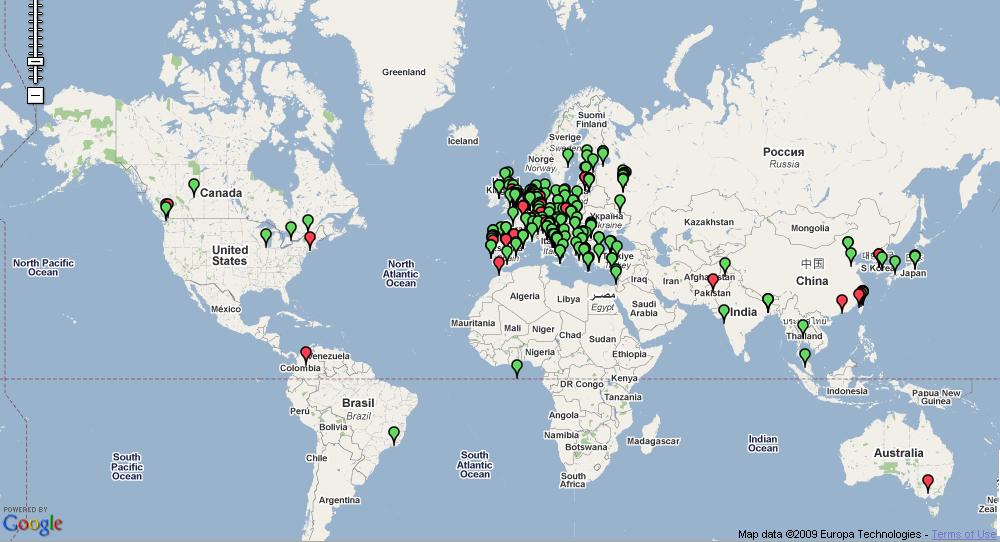 Greenland
Iceland
Suomi
Finland
Sverige
Sweden
Norge
Norway
Россия
Russia
Canada
Україна
Ukraine
Kazakhstan
Mongolia
United
States
North Pacific
Ocean
North
Atlantic
Ocean
中国
China
S Korea
Japan
Iraq
Iran
Afghanistan
Pakistan
Algeria
Libya
مصر
Egypt
Saudi
Arabia
India
México
Mauritania
Mali
Niger
Chad
Sudan
Thailand
Nigeria
Ethiopia
Venezuela
Colombia
DR Congo
Kenya
Tanzania
Indonesia
Papua New
Guinea
Brasil
Brazil
Perú
Bolivia
Angola
Namibia
Botswana
Madagascar
Indian
Ocean
South
Pacific
Ocean
Chile
South
Atlantic
Ocean
South
Africa
Australia
Argentina
POWERED BY
Google
Map data ©2009 Europa Technologies - Terms of Use